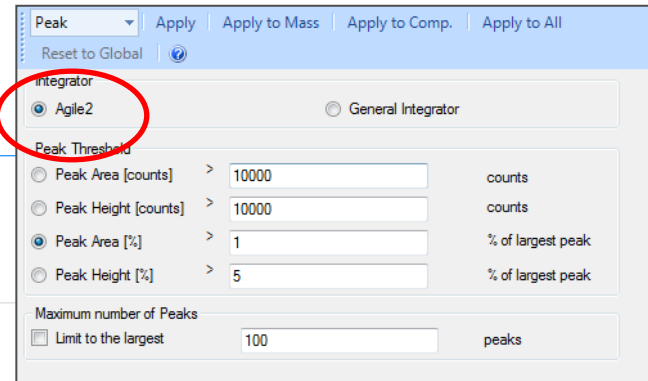 Peak Apply Apply to Mass Apply to Comp. Apply to All
Reset to Global
Integrator
Agile2 General Integrator
Peak Threshold
Peak Area [counts] > 10000 counts
Peak Height [counts] > 10000 counts
Peak Area [%] > 1 % of largest peak
Peak Height [%] > 5 % of largest peak
Maximum number of Peaks
Limit to the largest 100 peaks